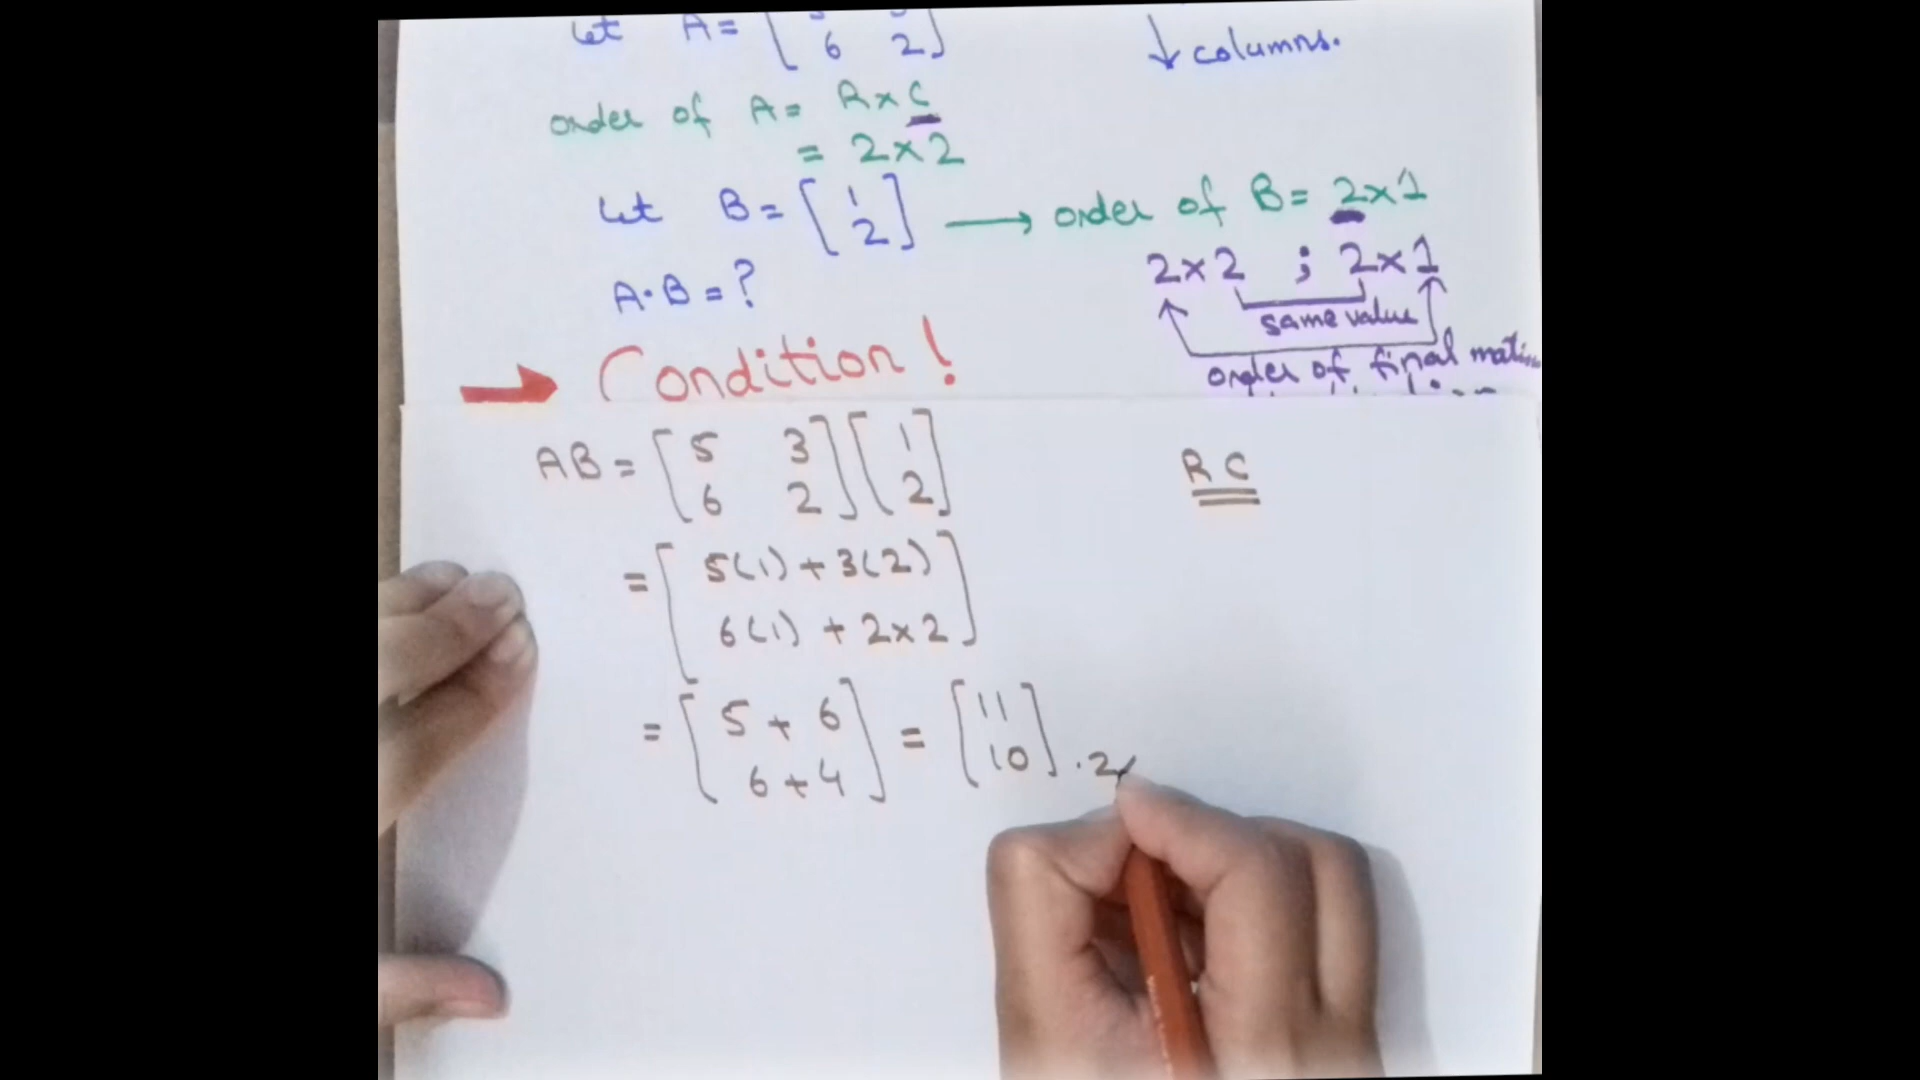 Let A = [
6 2]
↓ columns.
order of A = R × C
= 2×2
Let B = [1
2] → order of B = 2×1
2×2 ; 2×1
A·B = ?
same value
→ Condition !
order of final
AB = [5 3
6 2] [1
2]
R C
= [5(1) + 3(2)
6(1) + 2×2]
= [5 + 6
6 + 4] = [11
10] . 2